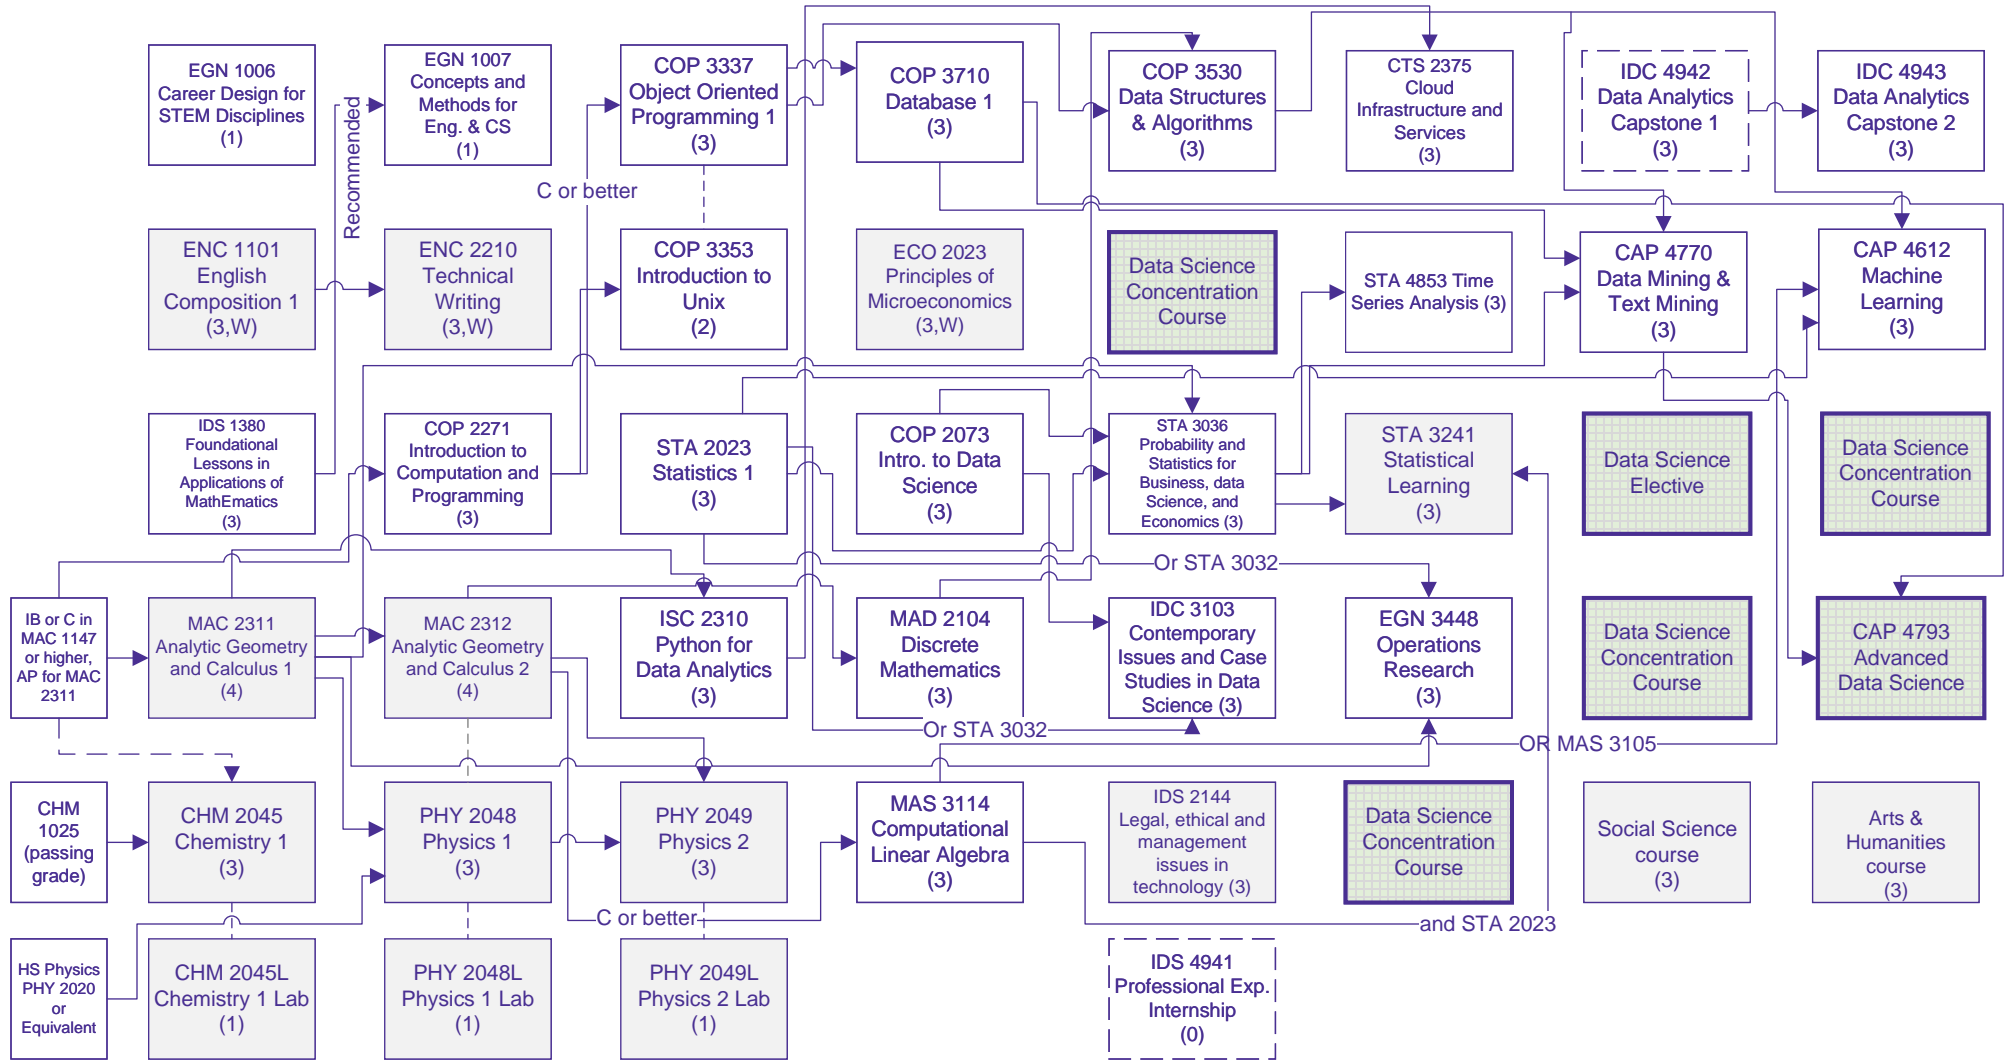 EGN 1006
Career Design for
STEM Disciplines
(1)
EGN 1007
Concepts and
Methods for
Eng. & CS
(1)
COP 3337
Object Oriented
Programming 1
(3)
COP 3710
Database 1
(3)
COP 3530
Data Structures
& Algorithms
(3)
CTS 2375
Cloud
Infrastructure and
Services
(3)
IDC 4942
Data Analytics
Capstone 1
(3)
IDC 4943
Data Analytics
Capstone 2
(3)
Recommended
C or better
ENC 1101
English
Composition 1
(3,W)
ENC 2210
Technical
Writing
(3,W)
COP 3353
Introduction to
Unix
(2)
ECO 2023
Principles of
Microeconomics
(3,W)
Data Science
Concentration
Course
STA 4853 Time
Series Analysis (3)
CAP 4770
Data Mining &
Text Mining
(3)
CAP 4612
Machine
Learning
(3)
IDS 1380
Foundational
Lessons in
Applications of
MathEmatics
(3)
COP 2271
Introduction to
Computation and
Programming
(3)
STA 2023
Statistics 1
(3)
COP 2073
Intro. to Data
Science
(3)
STA 3036
Probability and
Statistics for
Business, data
Science, and
Economics (3)
STA 3241
Statistical
Learning
(3)
Data Science
Elective
Data Science
Concentration
Course
Or STA 3032
IB or C in
MAC 1147
or higher,
AP for MAC
2311
MAC 2311
Analytic Geometry
and Calculus 1
(4)
MAC 2312
Analytic Geometry
and Calculus 2
(4)
ISC 2310
Python for
Data Analytics
(3)
MAD 2104
Discrete
Mathematics
(3)
IDC 3103
Contemporary
Issues and Case
Studies in Data
Science (3)
EGN 3448
Operations
Research
(3)
Data Science
Concentration
Course
CAP 4793
Advanced
Data Science
Or STA 3032
OR MAS 3105
CHM
1025
(passing
grade)
CHM 2045
Chemistry 1
(3)
PHY 2048
Physics 1
(3)
PHY 2049
Physics 2
(3)
MAS 3114
Computational
Linear Algebra
(3)
IDS 2144
Legal, ethical and
management
issues in
technology (3)
Data Science
Concentration
Course
Social Science
course
(3)
Arts &
Humanities
course
(3)
C or better
and STA 2023
HS Physics
PHY 2020
or
Equivalent
CHM 2045L
Chemistry 1 Lab
(1)
PHY 2048L
Physics 1 Lab
(1)
PHY 2049L
Physics 2 Lab
(1)
IDS 4941
Professional Exp.
Internship
(0)